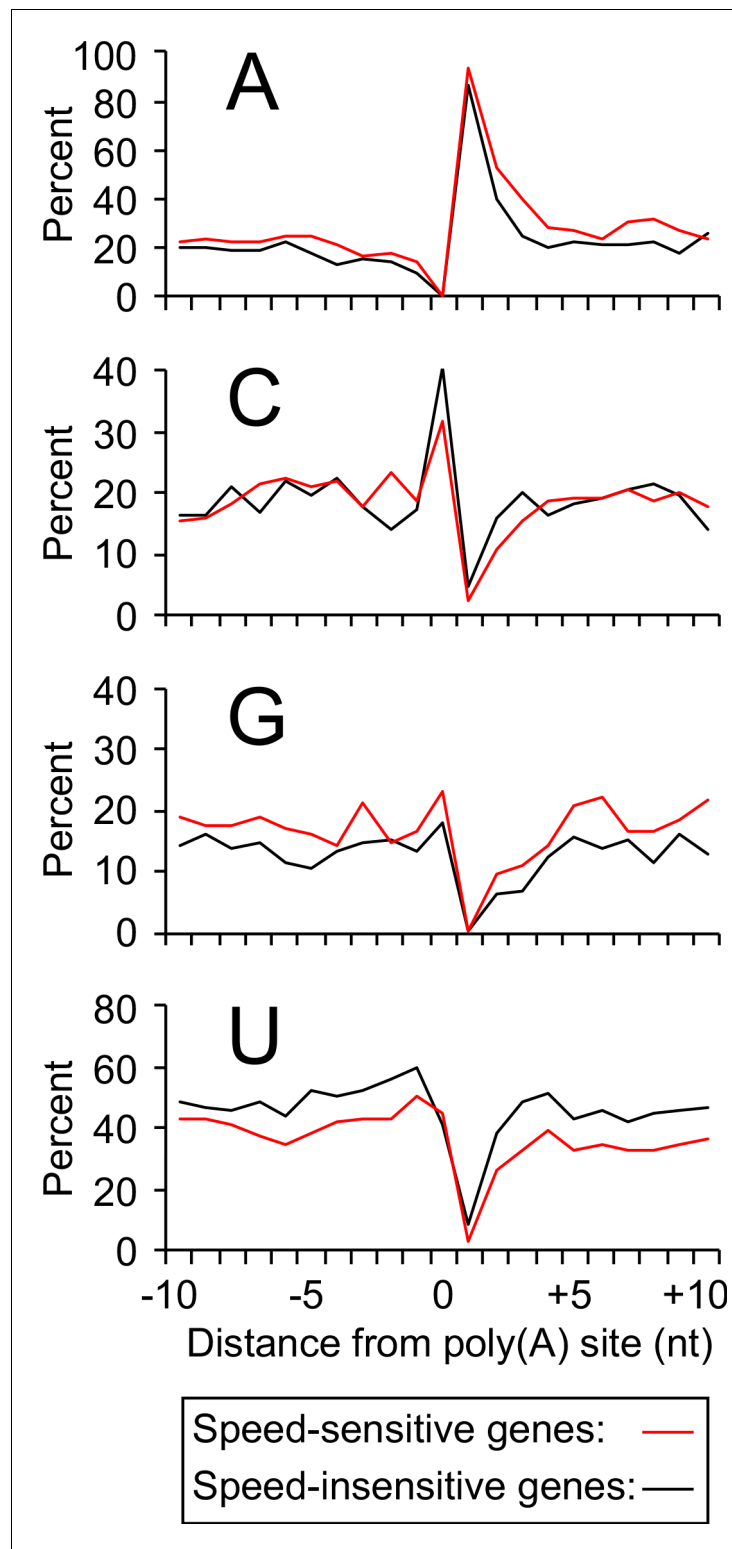 A
Percent
100
80
60
40
20
0
C
Percent
40
30
20
10
0
G
Percent
40
30
20
10
0
U
Percent
80
60
40
20
0
-10 -5 0 +5 +10
Distance from poly(A) site (nt)
Speed-sensitive genes:
Speed-insensitive genes: